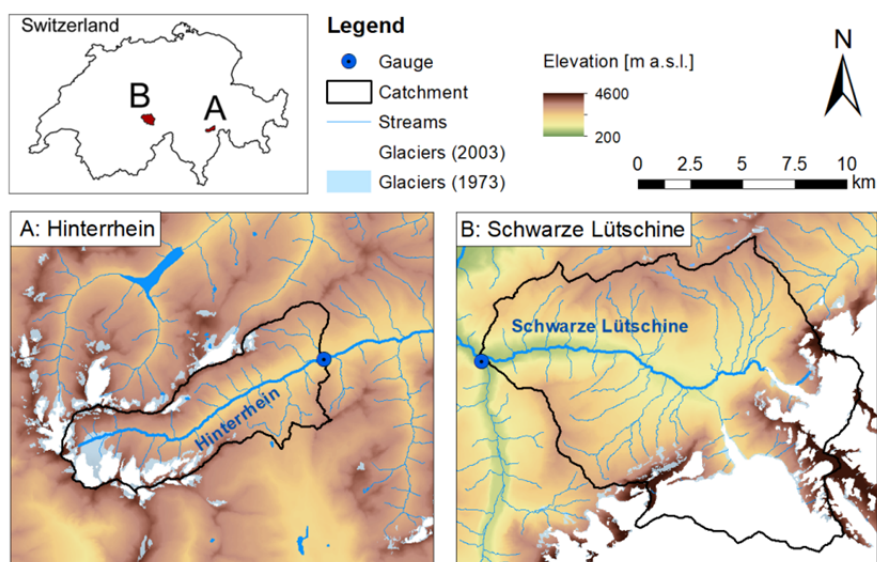 Switzerland
B
A
Legend
Gauge
Catchment
Streams
Glaciers (2003)
Glaciers (1973)
Elevation [m a.s.l.]
4600
200
N
0 2.5 5 7.5 10
km
A: Hinterrhein
Hinterrhein
B: Schwarze Lütschine
Schwarze Lütschine